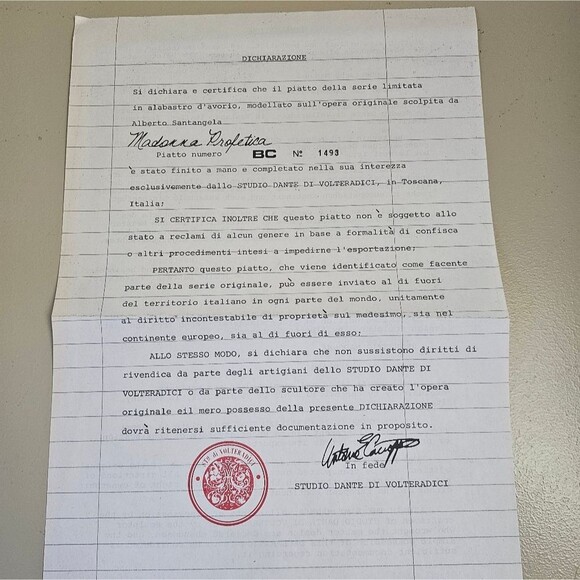 DICHIARAZIONE
Si dichiara e certifica che il piatto della serie limitata
in alabastro d'avorio, modellato sull'opera originale scolpita da
Alberto Santangela
Madonna Profetica
Piatto numero BC Nº 1493
è stato finito a mano e completato nella sua interezza
esclusivamente dallo STUDIO DANTE DI VOLTERADICI, in Toscana,
Italia;
SI CERTIFICA INOLTRE CHE questo piatto non è soggetto allo
stato a reclami di alcun genere in base a formalità di confisca
o altri procedimenti intesi a impedirne l'esportazione;
PERTANTO questo piatto, che viene identificato come facente
parte della serie originale, può essere inviato al di fuori
del territorio italiano in ogni parte del mondo, unitamente
al diritto incontestabile di proprietà sul medesimo, sia nel
continente europeo, sia al di fuori di esso;
ALLO STESSO MODO, si dichiara che non sussistono diritti di
rivendica da parte degli artigiani dello STUDIO DANTE DI
VOLTERADICI o da parte dello scultore che ha creato l'opera
originale e il mero possesso della presente DICHIARAZIONE
dovrà ritenersi sufficiente documentazione in proposito.
In fede
STUDIO DANTE DI VOLTERADICI
di VOLTERADICI